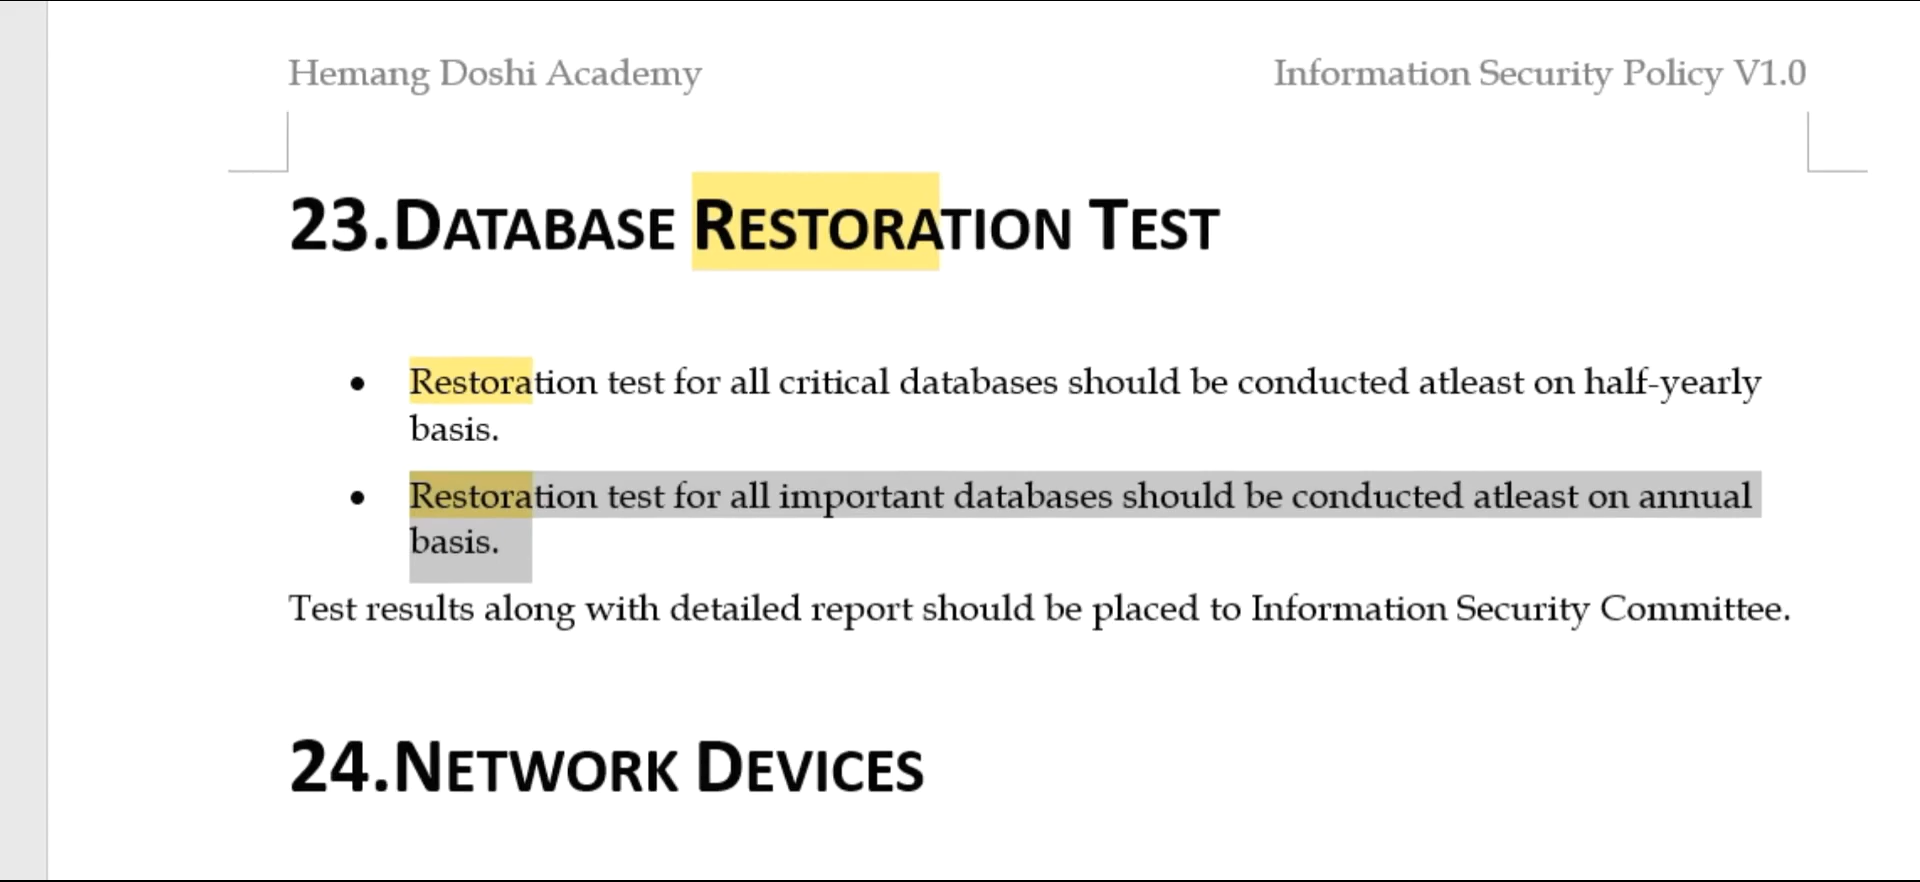 Hemang Doshi Academy Information Security Policy V1.0
23.DATABASE RESTORATION TEST
• Restoration test for all critical databases should be conducted atleast on half-yearly
basis.
• Restoration test for all important databases should be conducted atleast on annual
basis.
Test results along with detailed report should be placed to Information Security Committee.
24.NETWORK DEVICES